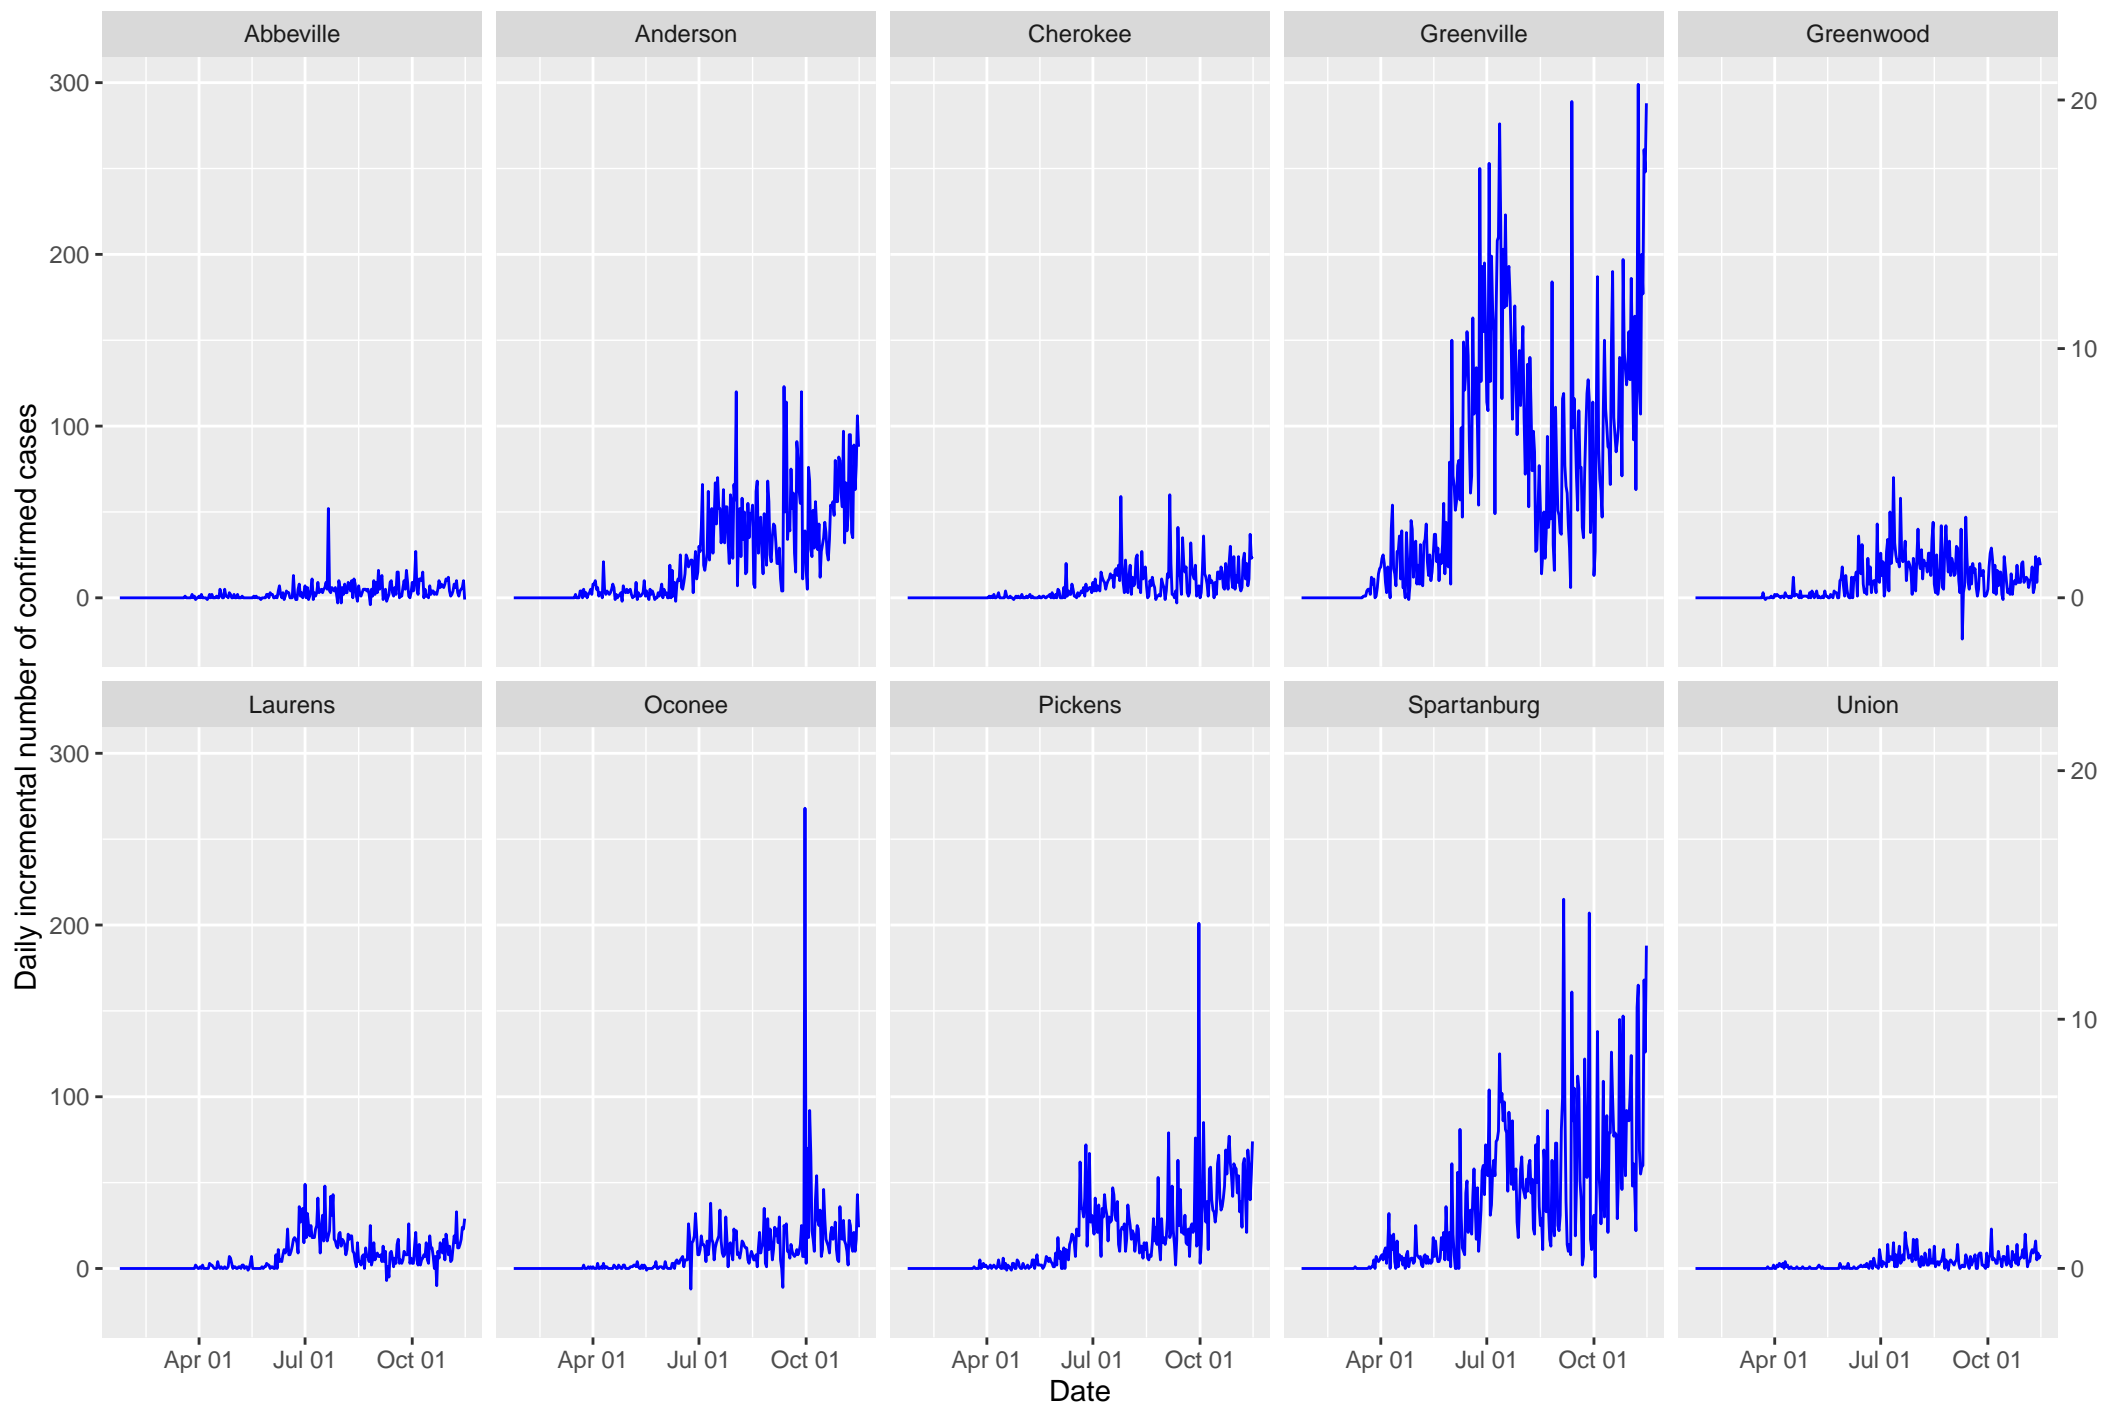 Abbeville Anderson Cherokee Greenville Greenwood
300
200
100
0
20
10
0
Laurens Oconee Pickens Spartanburg Union
300
200
100
0
20
10
0
Apr 01 Jul 01 Oct 01 Apr 01 Jul 01 Oct 01 Apr 01 Jul 01 Oct 01 Apr 01 Jul 01 Oct 01 Apr 01 Jul 01 Oct 01
Date
Daily incremental number of confirmed cases